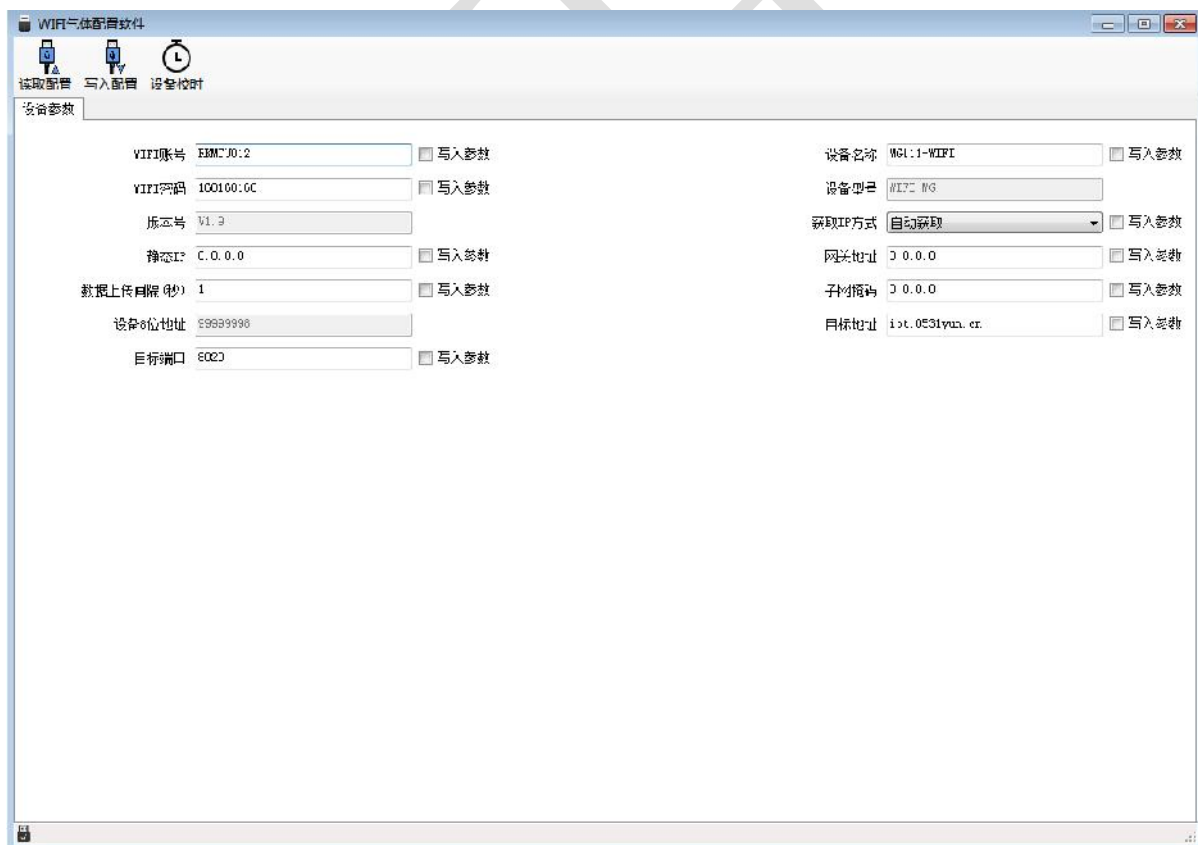 WIFI气体配置软件
读取配置 写入配置 设备校时
设备参数
WIFI账号 写入参数 设备名称 写入参数
WIFI密码 写入参数 设备型号
版本号 V1.9 获取IP方式 自动获取 写入参数
静态IP 0.0.0.0 写入参数 网关地址 0.0.0.0 写入参数
数据上传间隔(秒) 1 写入参数 子网掩码 0.0.0.0 写入参数
设备8位地址 目标地址 写入参数
目标端口 写入参数